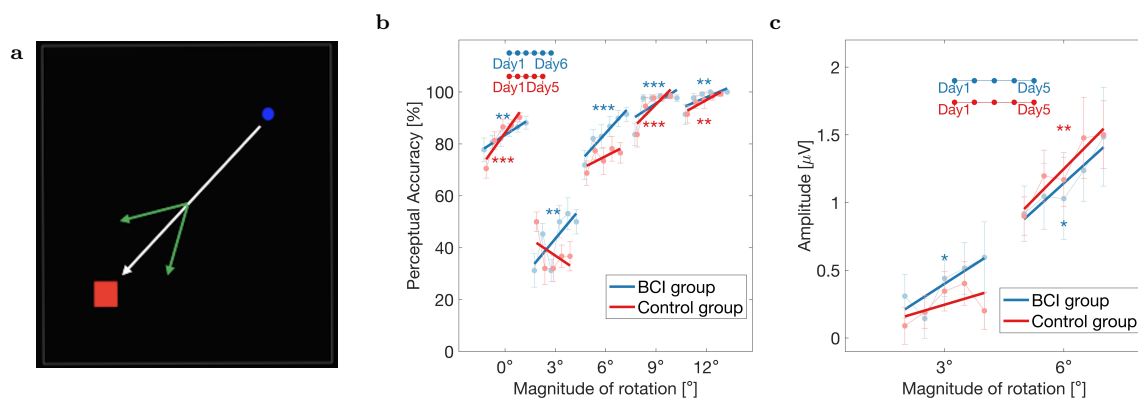 a
b
Perceptual Accuracy [%]
100
80
60
40
20
0
Day1 Day6
Day1 Day5
**
***
**
***
***
***
**
**
BCI group
Control group
0° 3° 6° 9° 12°
Magnitude of rotation [°]
c
Amplitude [μV]
2
1.5
1
0.5
0
Day1 Day5
Day1 Day5
**
*
*
BCI group
Control group
3° 6°
Magnitude of rotation [°]